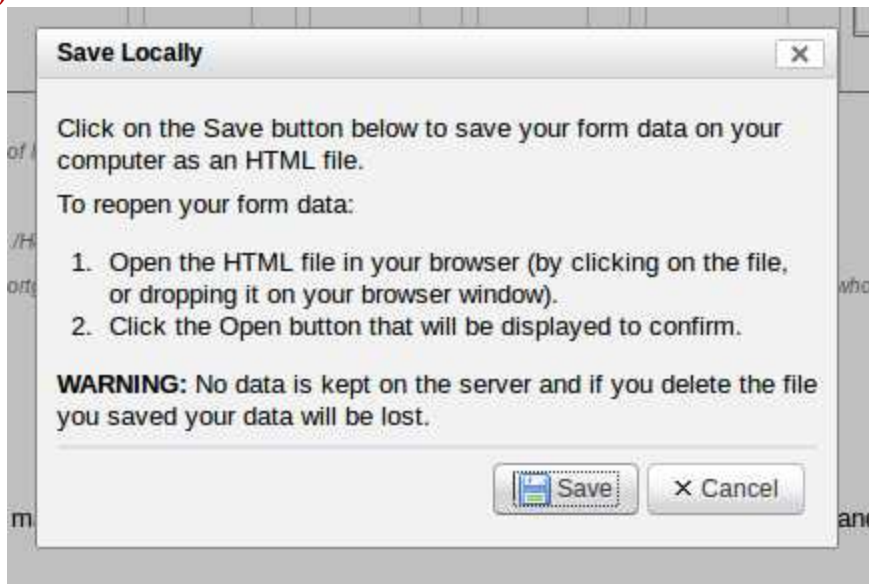 Save Locally
Click on the Save button below to save your form data on your
computer as an HTML file.
of
To reopen your form data:
1. Open the HTML file in your browser (by clicking on the file,
or dropping it on your browser window).
2. Click the Open button that will be displayed to confirm.
WARNING: No data is kept on the server and if you delete the file
you saved your data will be lost.
Save
× Cancel